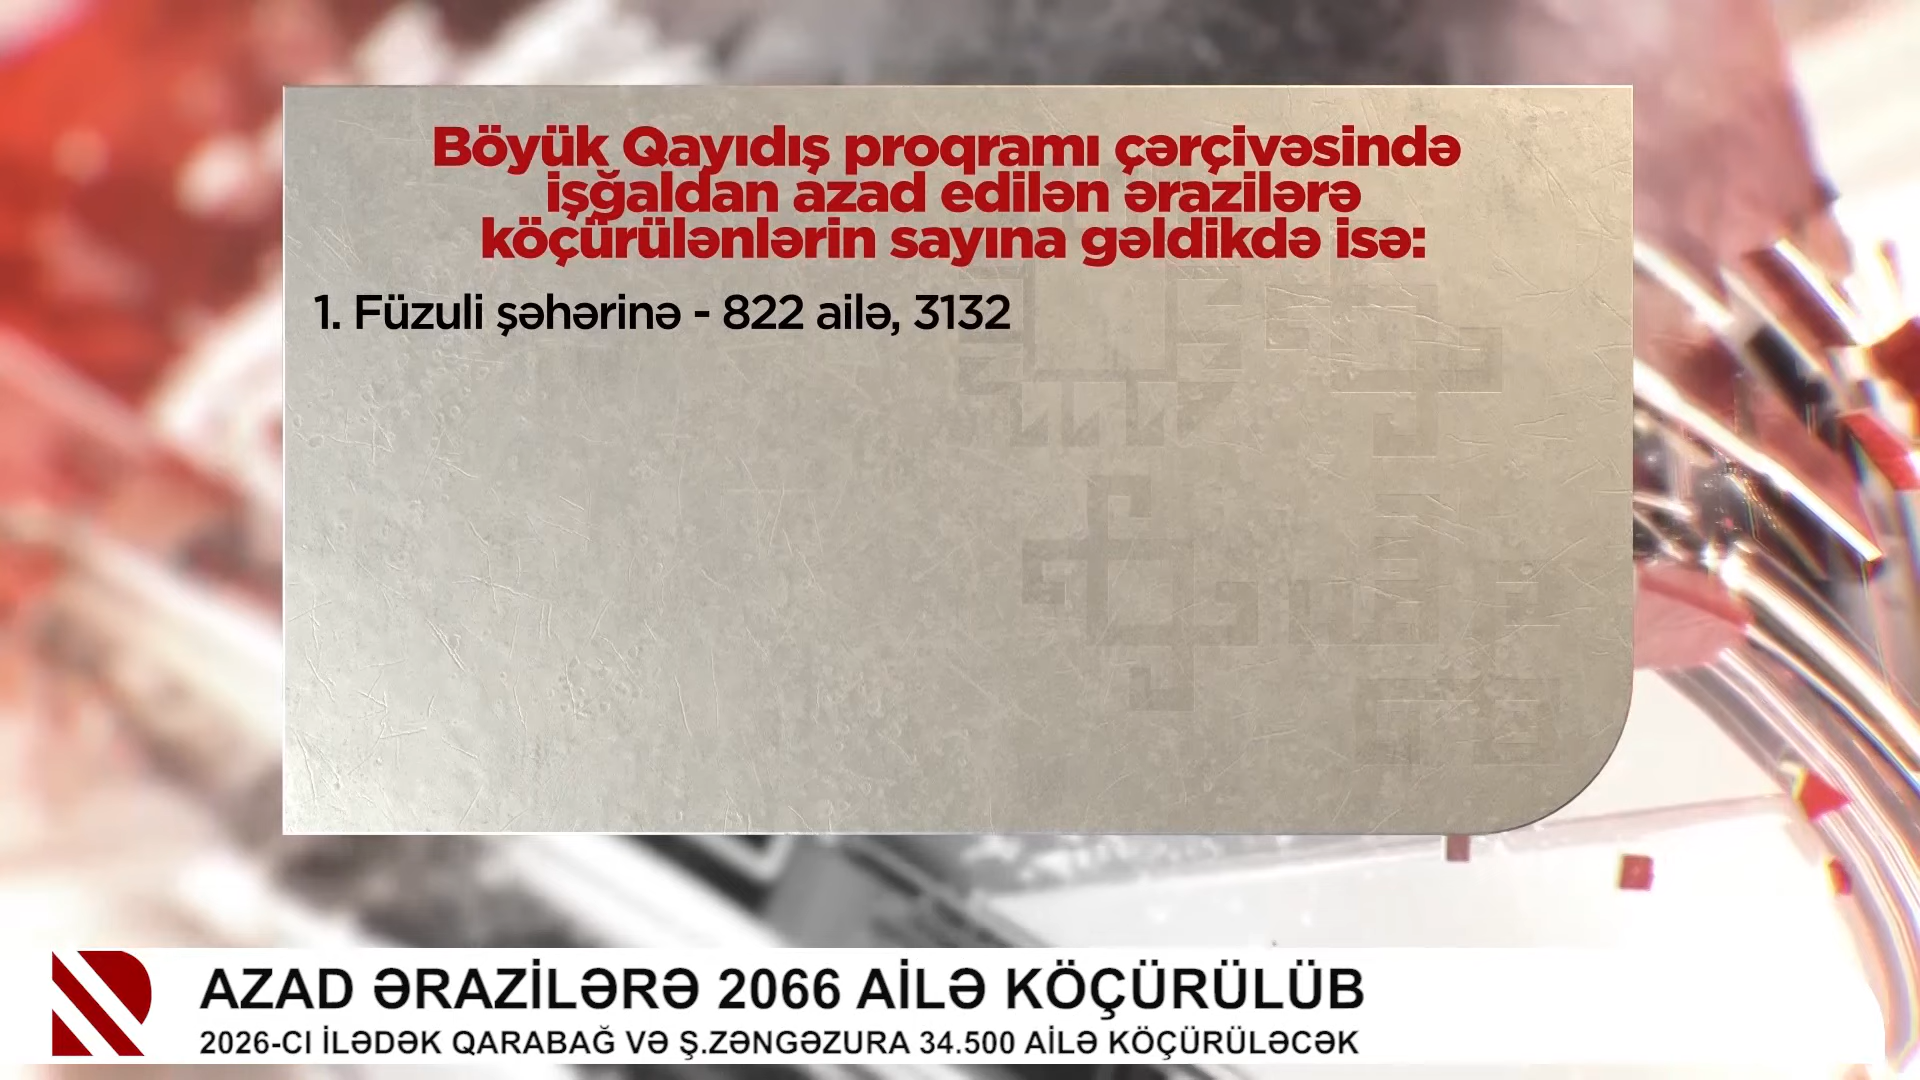 Böyük Qayıdış proqramı çərçivəsində
işğaldan azad edilən ərazilərə
köçürülənlərin sayına gəldikdə isə:
1. Füzuli şəhərinə - 822 ailə, 3132
AZAD ƏRAZİLƏRƏ 2066 AİLƏ KÖÇÜRÜLÜB
2026-CI İLƏDƏK QARABAĞ VƏ Ş.ZƏNGƏZURA 34.500 AİLƏ KÖÇÜRÜLƏCƏK